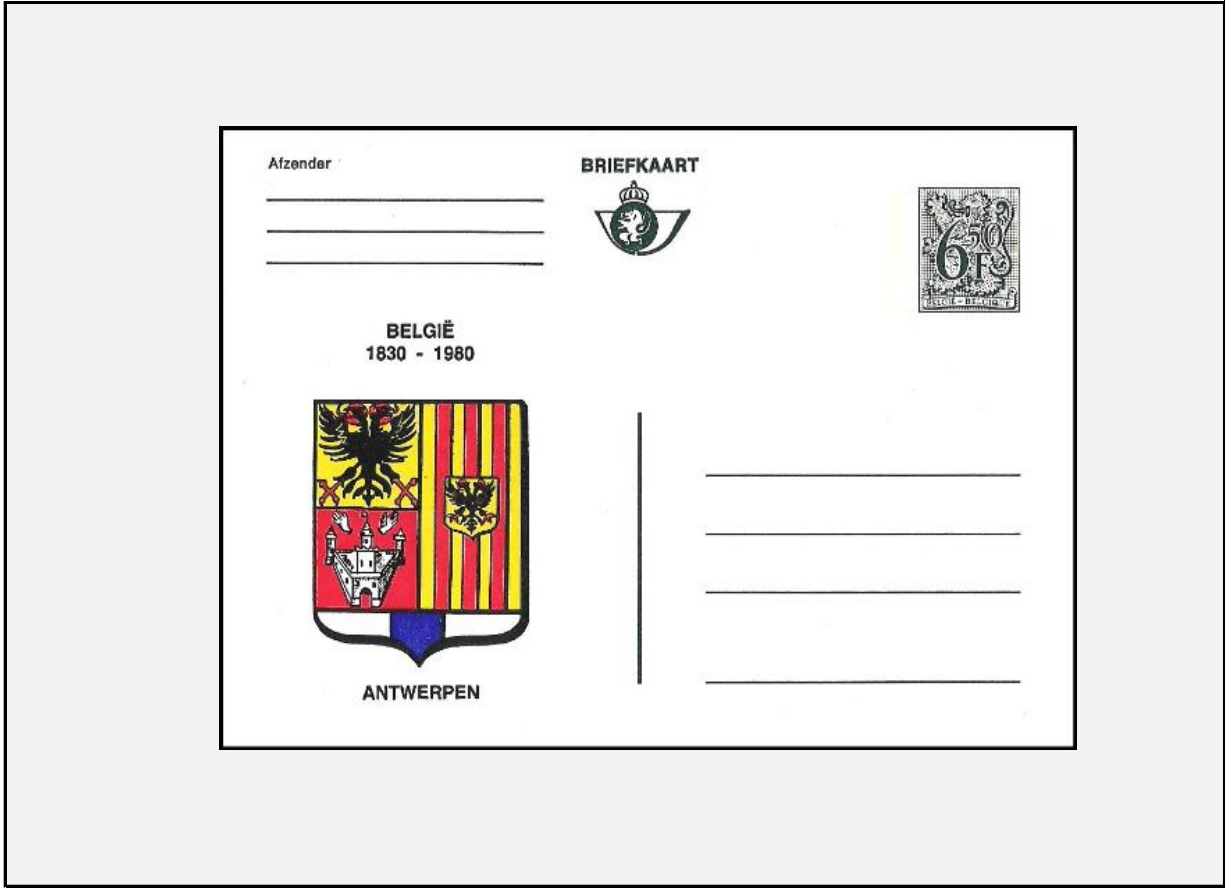 Afzender
BRIEFKAART
6 50 F
BELGIË - BELGIQUE
BELGIË
1830 - 1980
ANTWERPEN